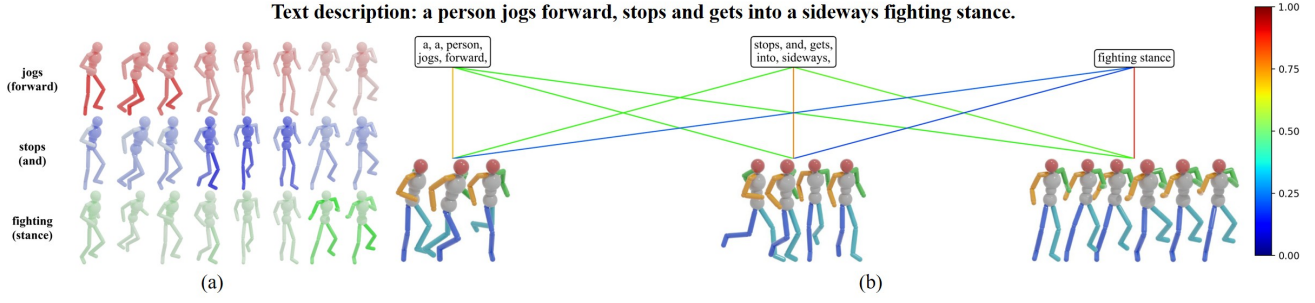 Text description: a person jogs forward, stops and gets into a sideways fighting stance.
jogs
(forward)
stops
(and)
fighting
(stance)
(a)
a, a, person,
jogs, forward,
stops, and, gets,
into, sideways,
fighting stance
(b)
1.00
0.75
0.50
0.25
0.00